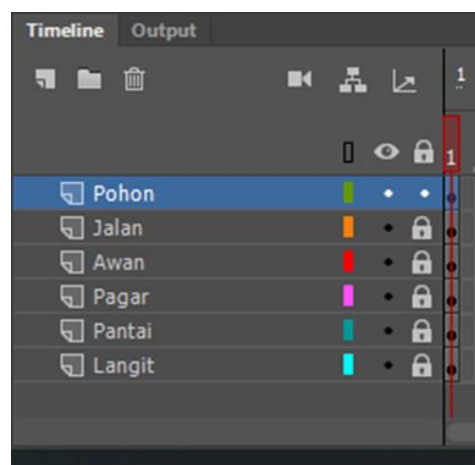 Timeline Output
1
1
Pohon
Jalan
Awan
Pagar
Pantai
Langit